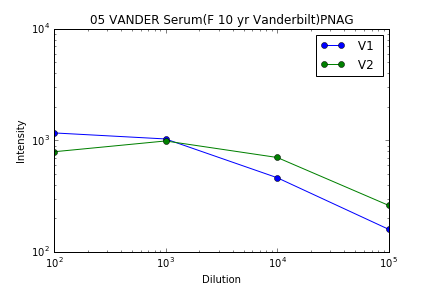 05 VANDER Serum(F 10 yr Vanderbilt)PNAG
V1
V2
Intensity
10^4
10^3
10^2
10^2 10^3 10^4 10^5
Dilution